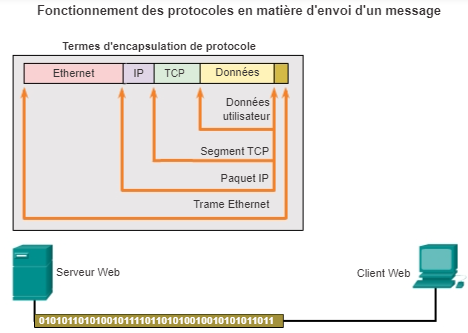 Fonctionnement des protocoles en matière d'envoi d'un message
Termes d'encapsulation de protocole
Ethernet IP TCP Données
Données
utilisateur
Segment TCP
Paquet IP
Trame Ethernet
Serveur Web
Client Web
010101101010010111101101010010010101011011